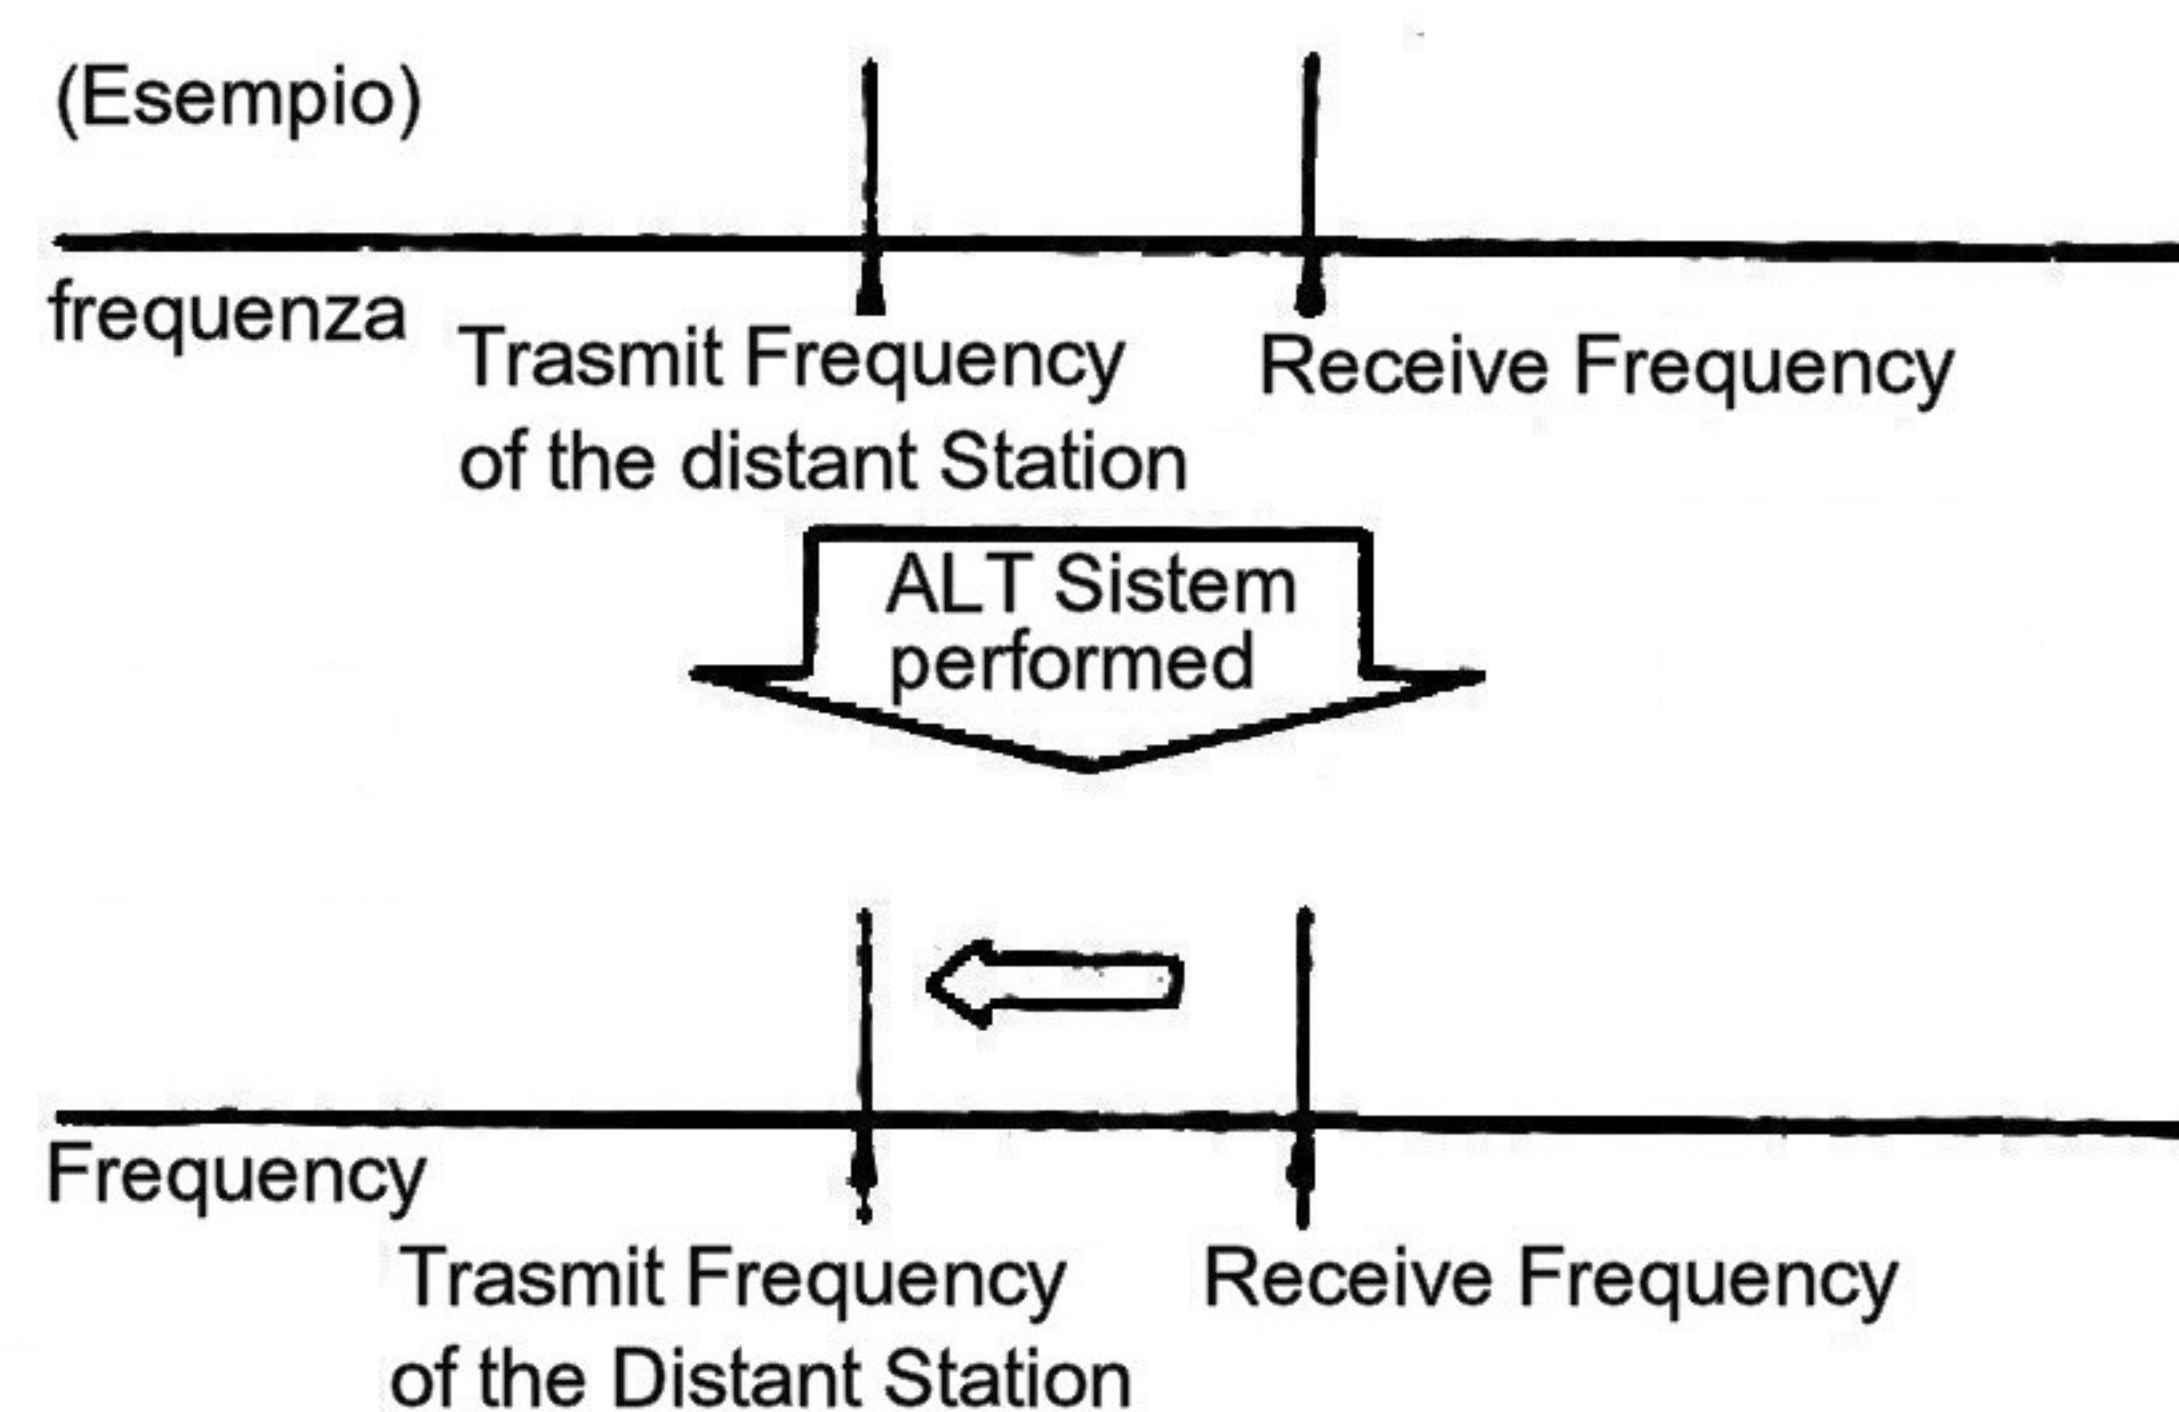 (Esempio)
frequenza
Trasmit Frequency
of the distant Station
Receive Frequency
ALT Sistem
performed
Frequency
Trasmit Frequency
of the Distant Station
Receive Frequency